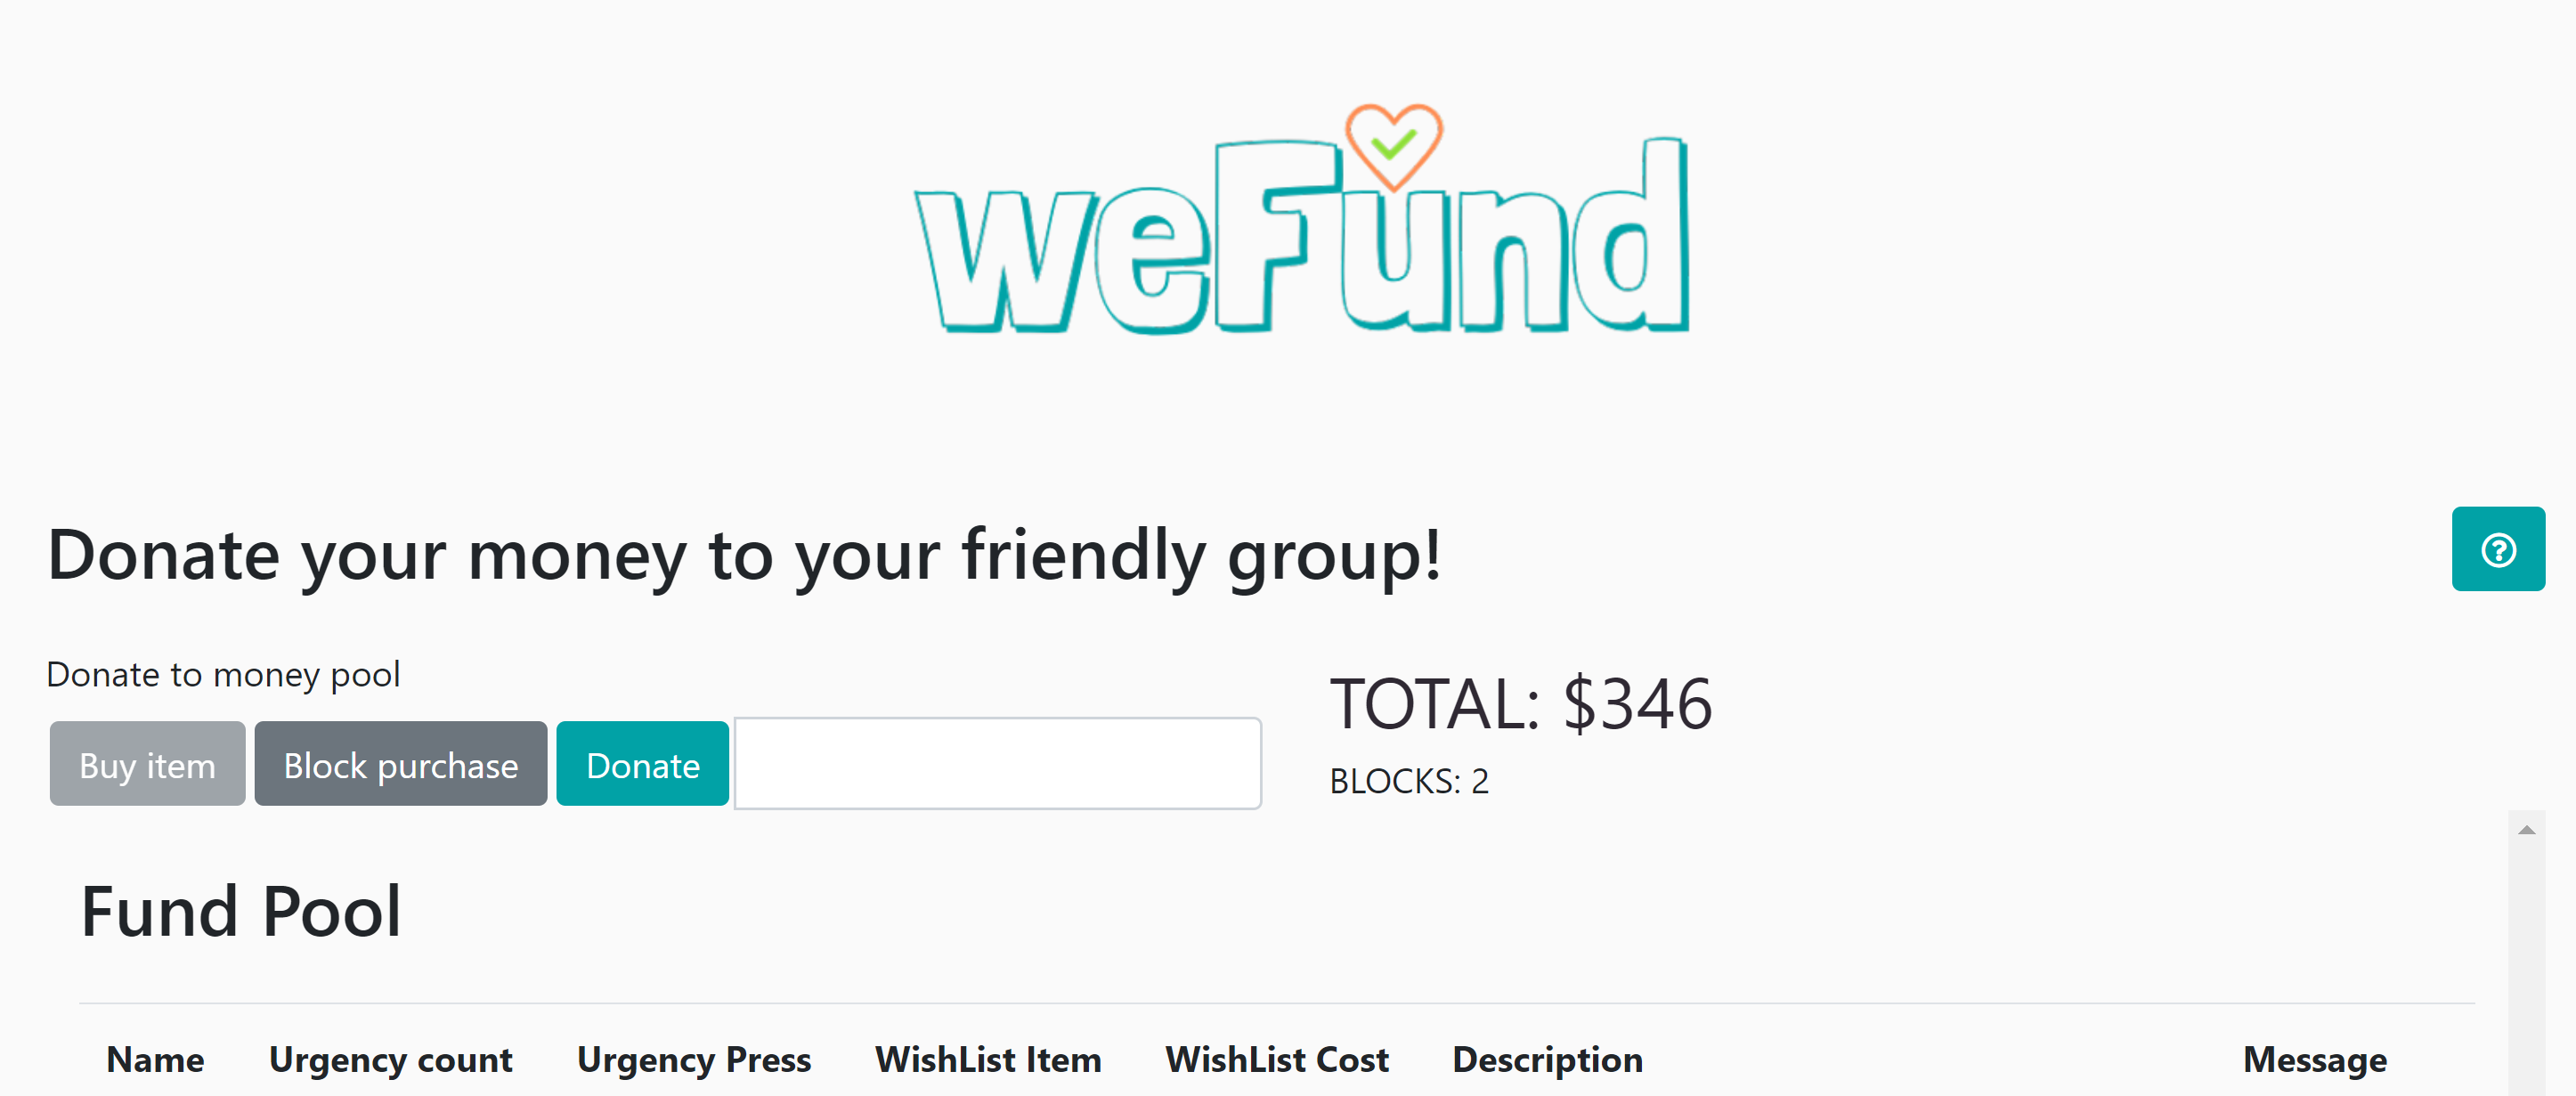 weFund
Donate your money to your friendly group!
Donate to money pool
Buy item Block purchase Donate
TOTAL: $346
BLOCKS: 2
Fund Pool
Name Urgency count Urgency Press WishList Item WishList Cost Description Message